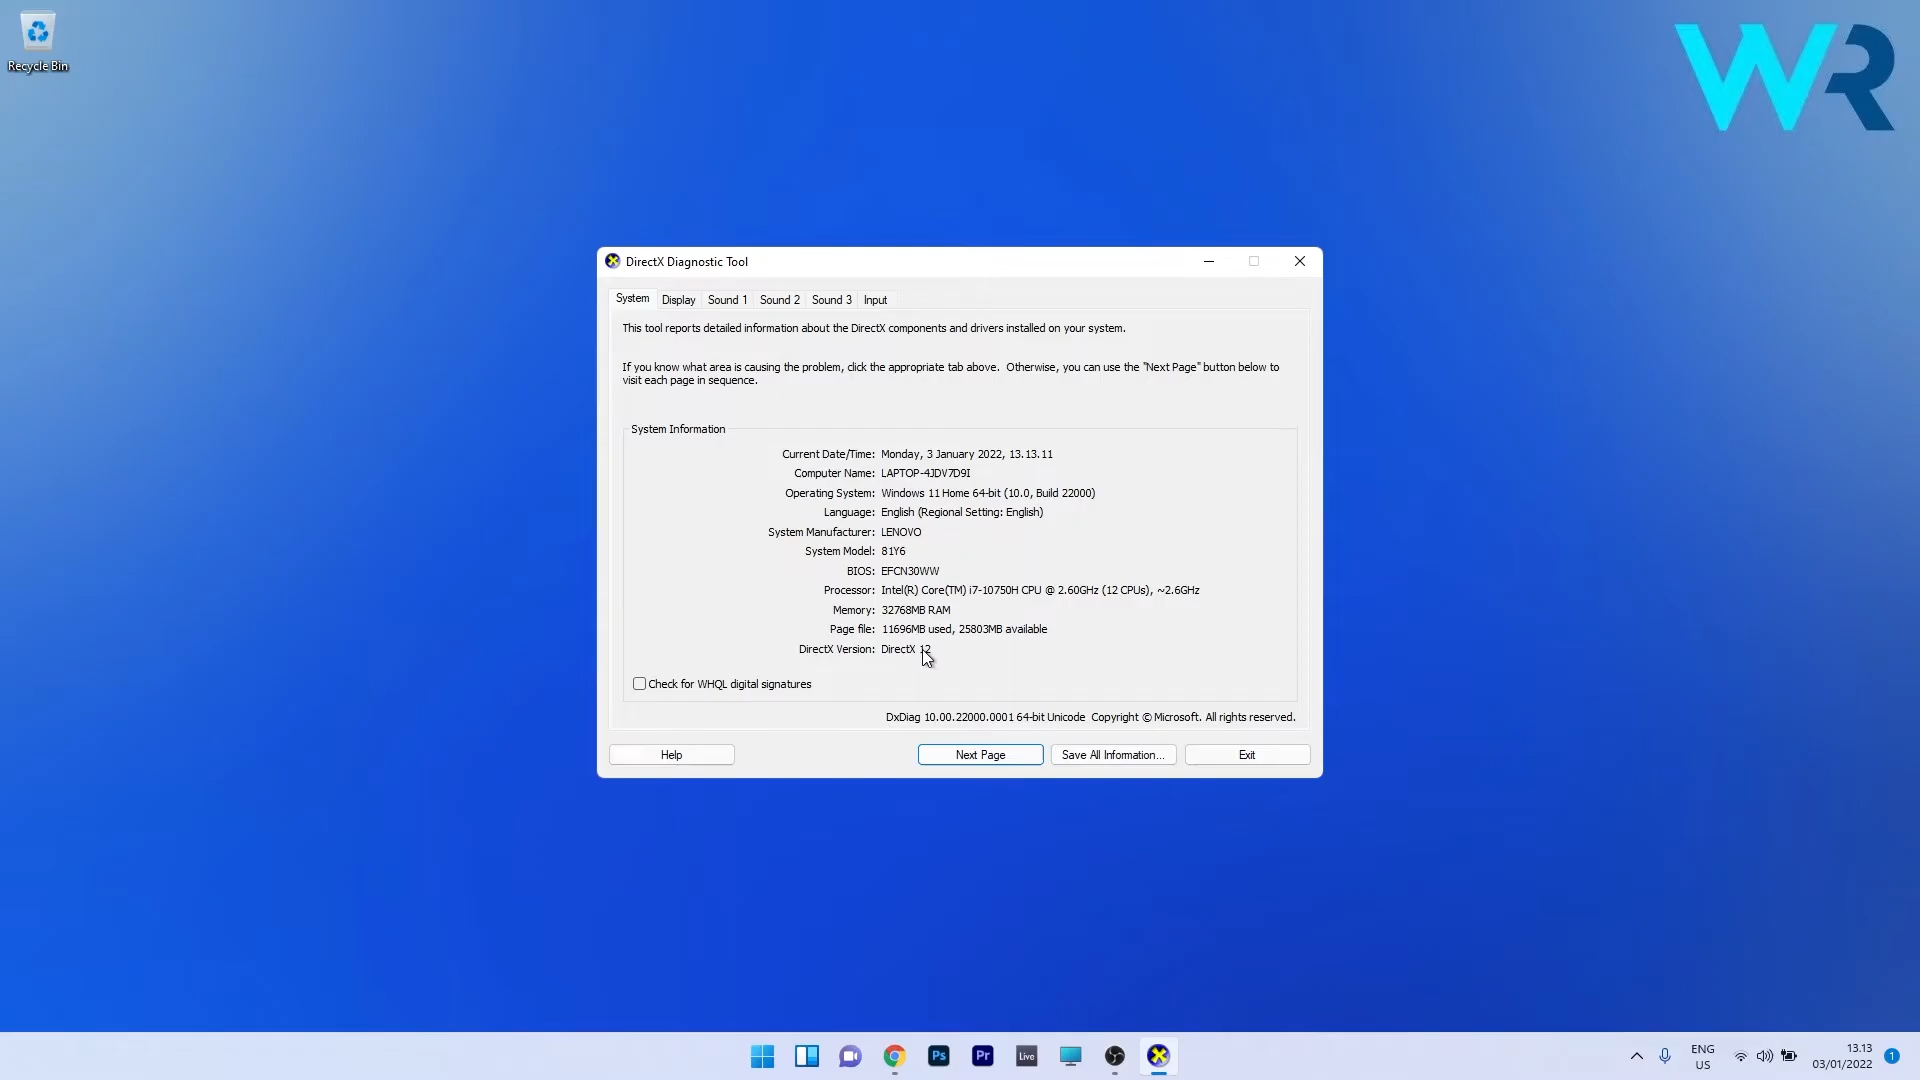 Recycle Bin
WR
DirectX Diagnostic Tool
System Display Sound 1 Sound 2 Sound 3 Input
This tool reports detailed information about the DirectX components and drivers installed on your system.
If you know what area is causing the problem, click the appropriate tab above.  Otherwise, you can use the "Next Page" button below to
visit each page in sequence.
System Information
Current Date/Time: Monday, 3 January 2022, 13.13.11
Computer Name: LAPTOP-4JDV7D9I
Operating System: Windows 11 Home 64-bit (10.0, Build 22000)
Language: English (Regional Setting: English)
System Manufacturer: LENOVO
System Model: 81Y6
BIOS: EFCN30WW
Processor: Intel(R) Core(TM) i7-10750H CPU @ 2.60GHz (12 CPUs), ~2.6GHz
Memory: 32768MB RAM
Page file: 11696MB used, 25803MB available
DirectX Version: DirectX 12
Check for WHQL digital signatures
DxDiag 10.00.22000.0001 64-bit Unicode  Copyright © Microsoft. All rights reserved.
Help Next Page Save All Information... Exit
Ps Pr Live
ENG
US
13.13
03/01/2022
1